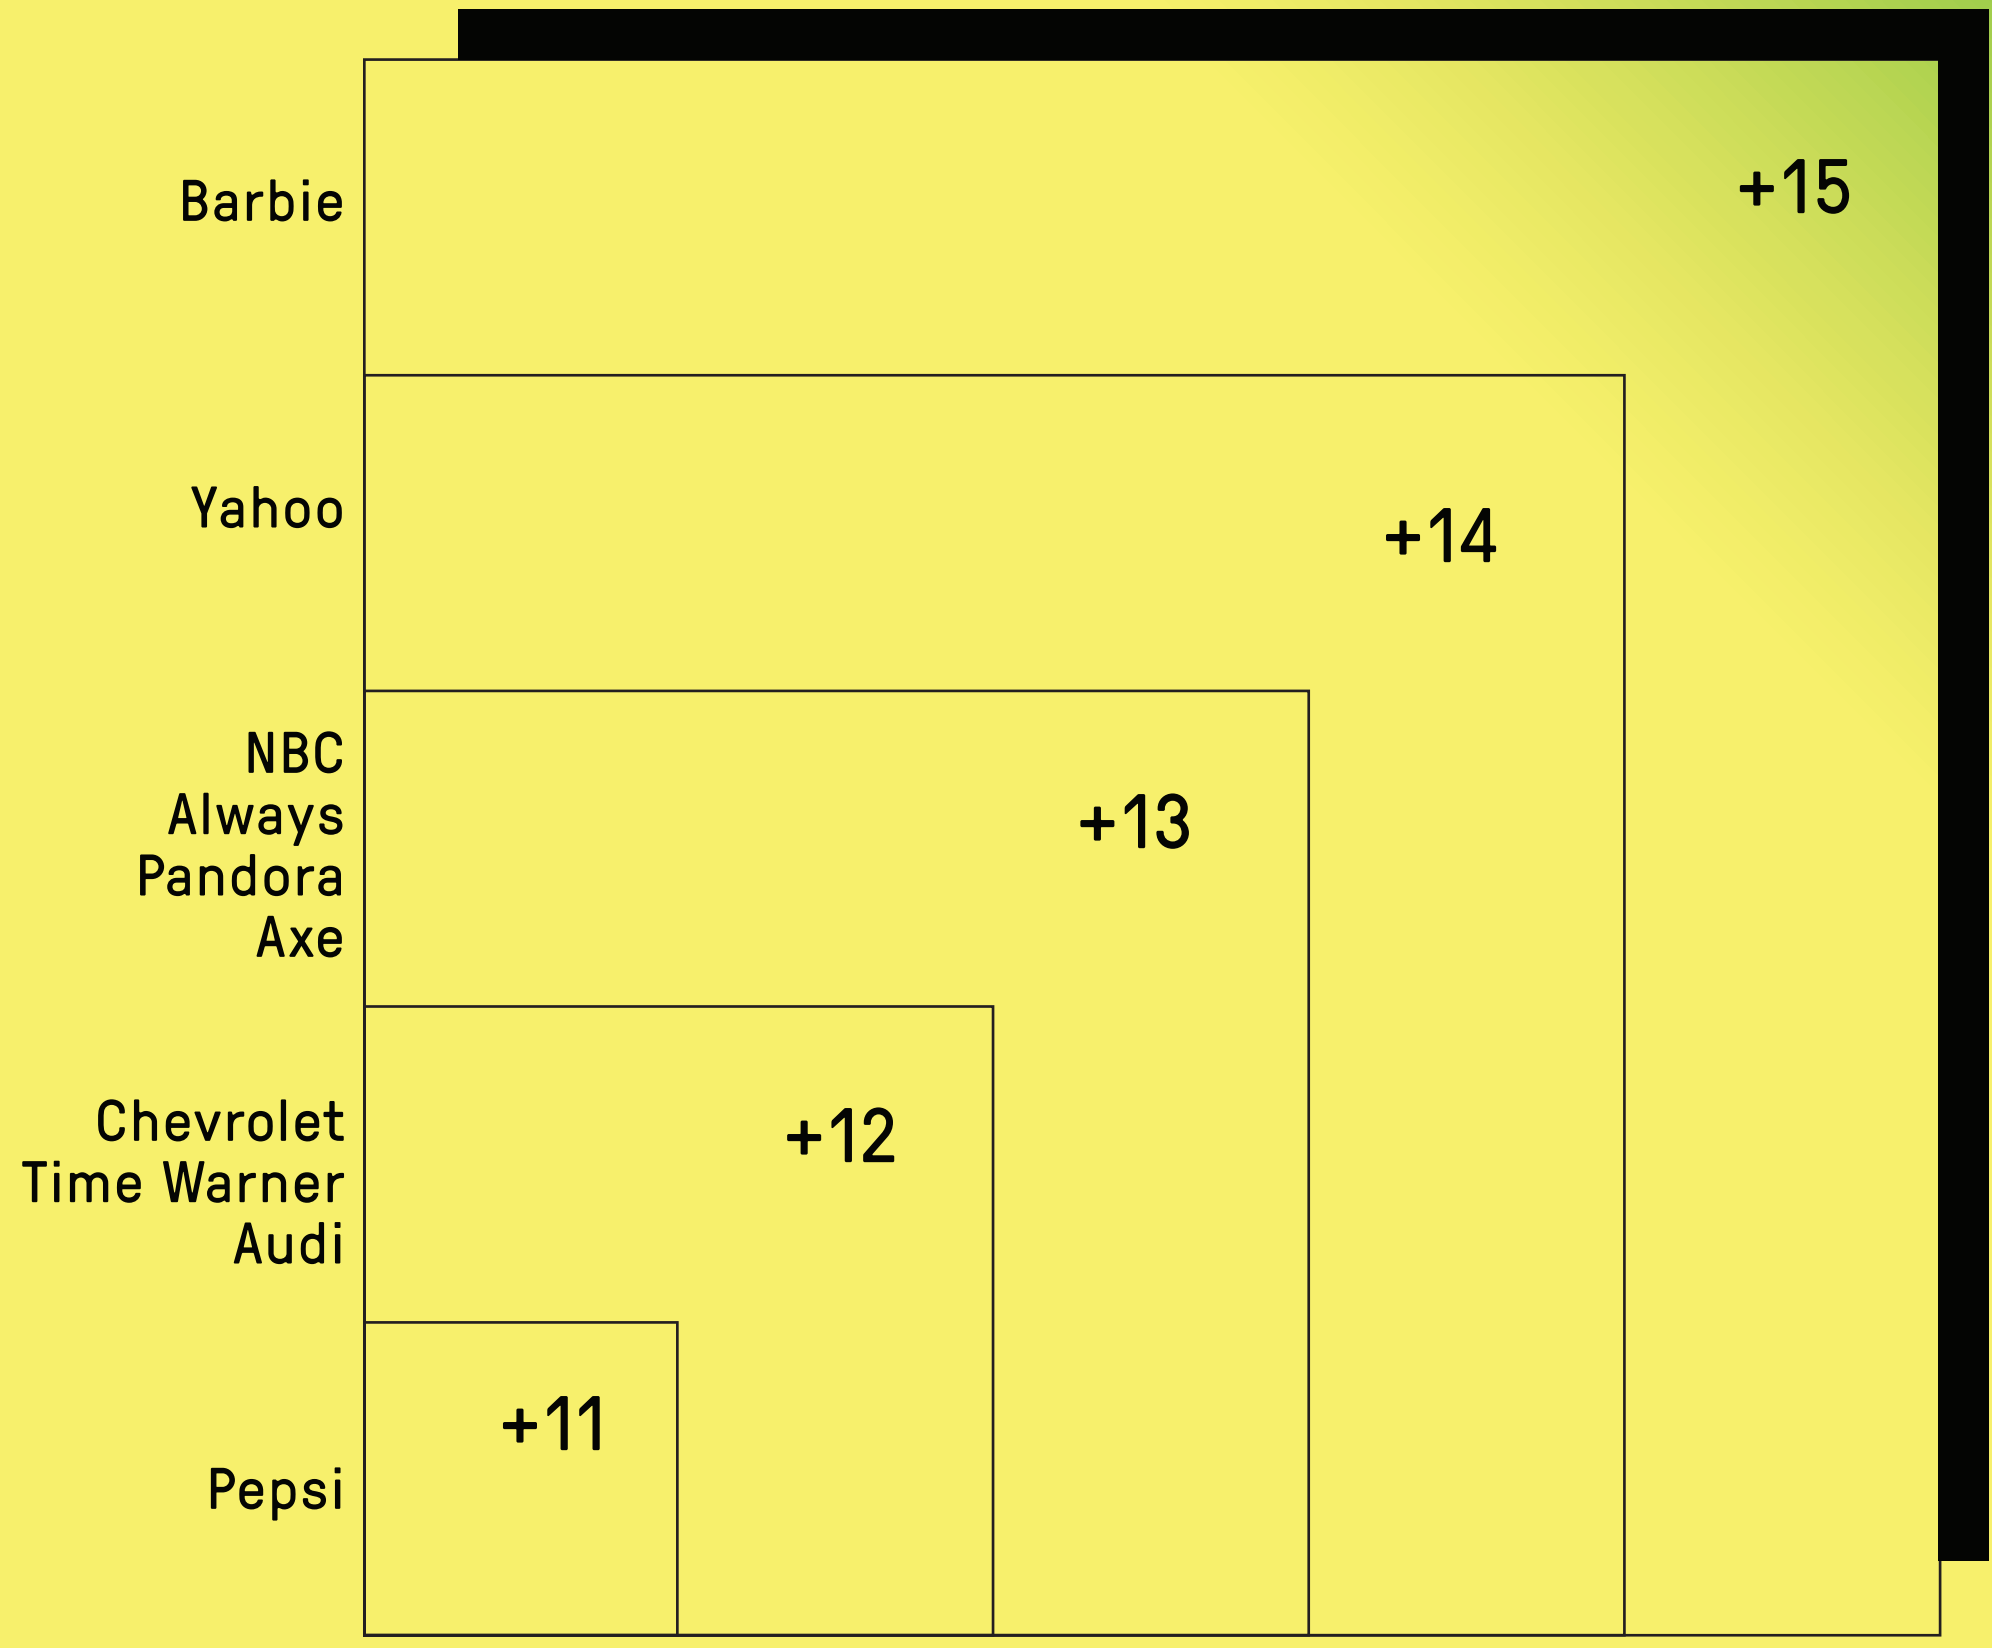 Barbie
+15
Yahoo
+14
NBC
Always
Pandora
Axe
+13
Chevrolet
Time Warner
Audi
+12
Pepsi
+11